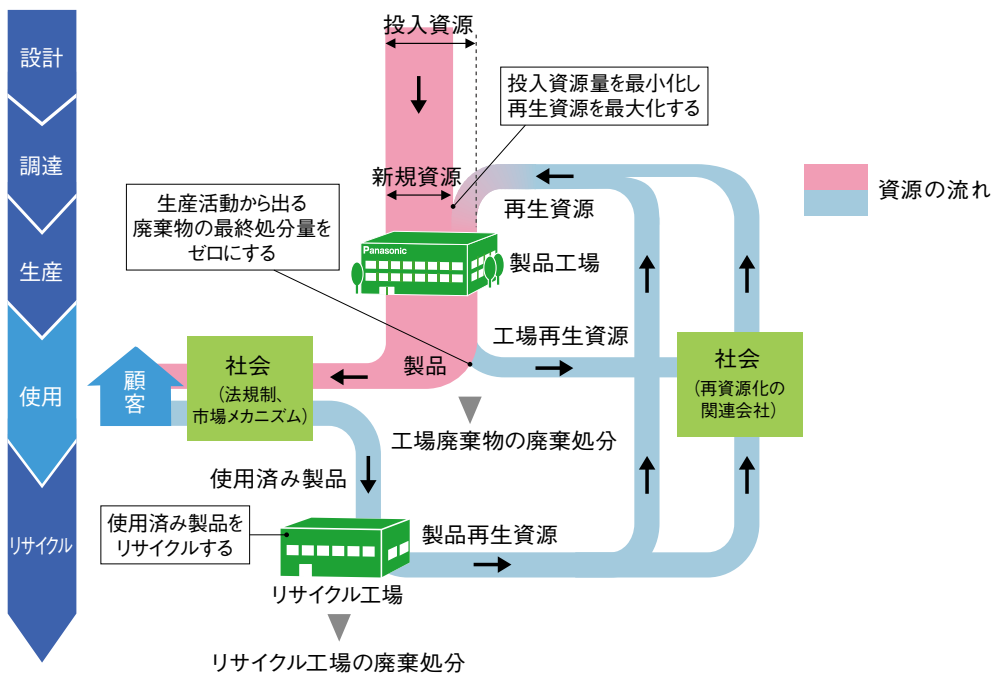 設計
調達
生産
使用
リサイクル
投入資源
投入資源量を最小化し
再生資源を最大化する
新規資源
再生資源
資源の流れ
生産活動から出る
廃棄物の最終処分量を
ゼロにする
Panasonic
製品工場
工場再生資源
製品
顧客
社会
(法規制、
市場メカニズム)
社会
(再資源化の
関連会社)
工場廃棄物の廃棄処分
使用済み製品
使用済み製品を
リサイクルする
製品再生資源
リサイクル工場
リサイクル工場の廃棄処分